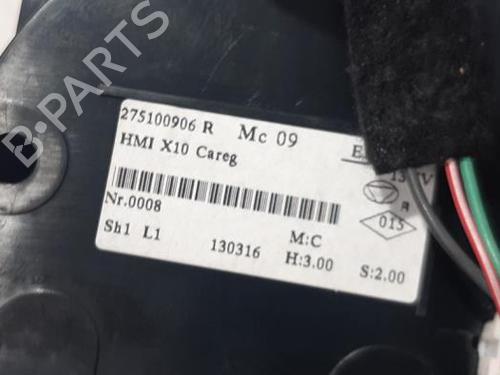 B-PARTS
275100906 R Mc 09
HMI X10 Careg
Nr.0008
Sh1 L1 130316 M:C
H:3.00 S:2.00
015